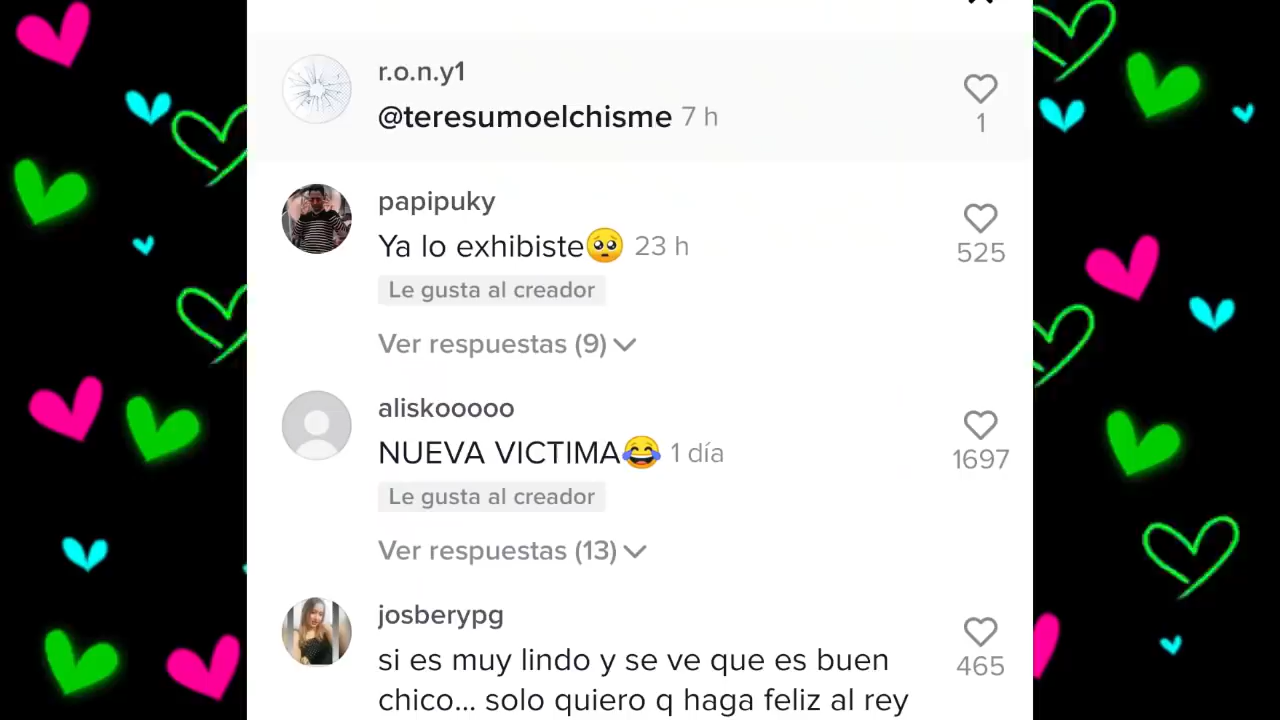 r.o.n.y1
@teresumoelchisme 7 h
1
papipuky
Ya lo exhibiste🥺 23 h
525
Le gusta al creador
Ver respuestas (9)
aliskooooo
NUEVA VICTIMA😂 1 día
1697
Le gusta al creador
Ver respuestas (13)
josberypg
si es muy lindo y se ve que es buen
465
chico... solo quiero q haga feliz al rey